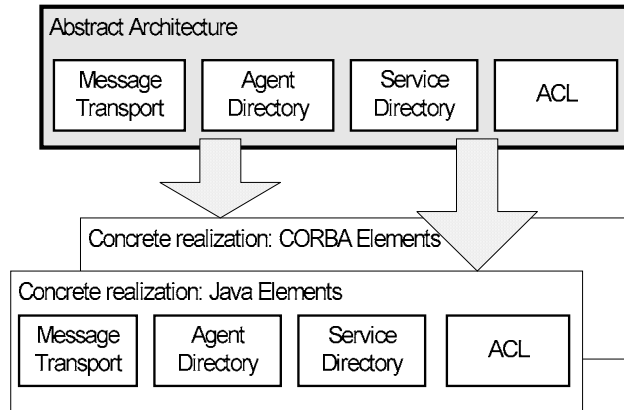 Abstract Architecture
Message
Transport
Agent
Directory
Service
Directory
ACL
Concrete realization: CORBA Elements
Concrete realization: Java Elements
Message
Transport
Agent
Directory
Service
Directory
ACL